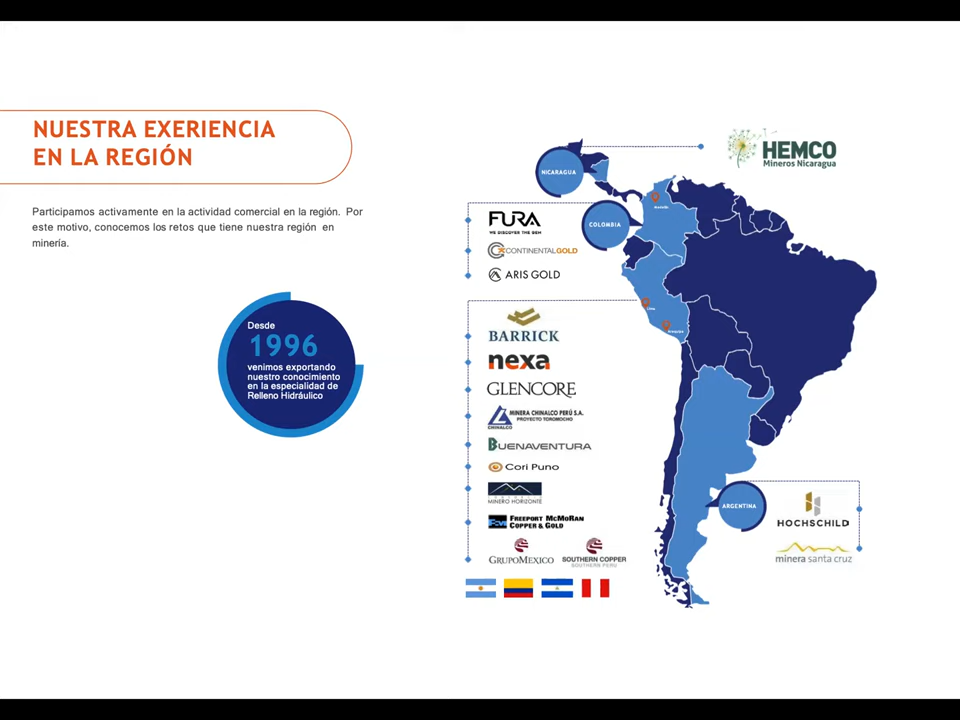 NUESTRA EXERIENCIA
EN LA REGIÓN
Participamos activamente en la actividad comercial en la región. Por
este motivo, conocemos los retos que tiene nuestra región en
minería.
Desde
1996
venimos exportando
nuestro conocimiento
en la especialidad de
Relleno Hidráulico
HEMCO
Mineros Nicaragua
NICARAGUA
COLOMBIA
Medellín
FURA
WE DISCOVER THE GEM
CONTINENTALGOLD
ARIS GOLD
Lima
Arequipa
BARRICK
nexa
GLENCORE
MINERA CHINALCO PERÚ S.A.
PROYECTO TOROMOCHO
CHINALCO
BUENAVENTURA
Cori Puno
MINERO HORIZONTE
FREEPORT MCMORAN
COPPER & GOLD
GRUPOMEXICO
SOUTHERN COPPER
SOUTHERN PERU
ARGENTINA
HOCHSCHILD
minera santa cruz